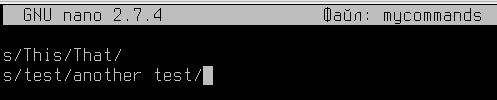 GNU nano 2.7.4 Файл: mycommands
s/This/That/
s/test/another test/